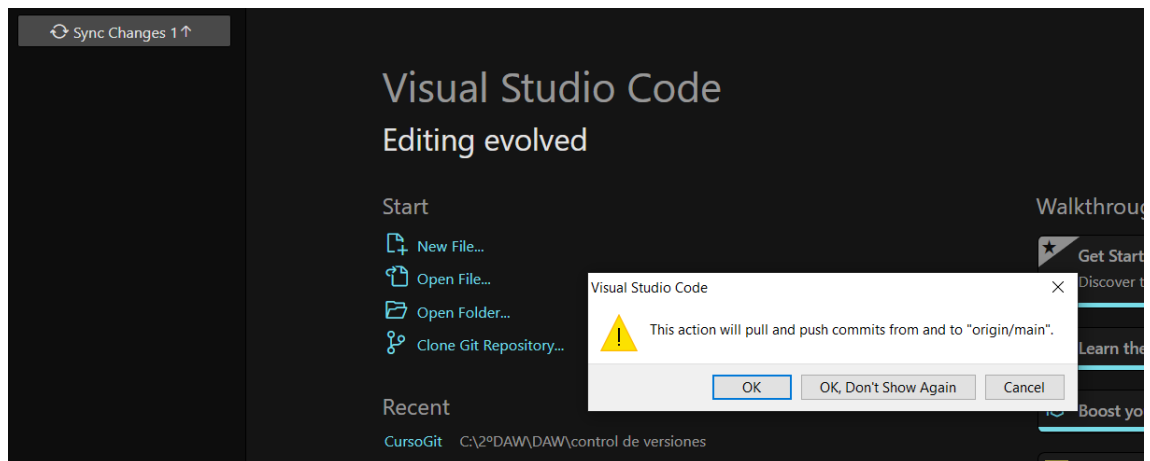 Sync Changes 1↑
Visual Studio Code
Editing evolved
Start
New File...
Open File...
Open Folder...
Clone Git Repository...
Recent
CursoGit C:\2ºDAW\DAW\control de versiones
Walkthroug
Get Start
Discover t
Learn the
Boost yo
Visual Studio Code
This action will pull and push commits from and to "origin/main".
OK
OK, Don't Show Again
Cancel